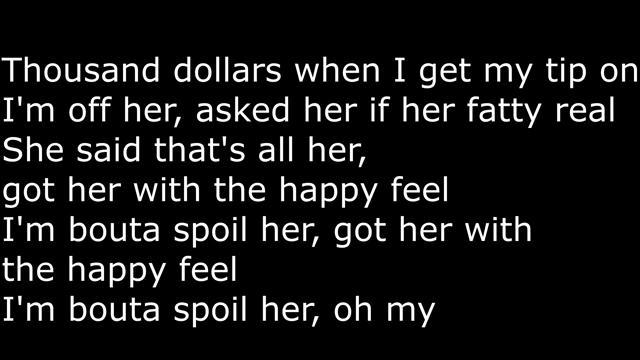 Thousand dollars when I get my tip on
I'm off her, asked her if her fatty real
She said that's all her,
got her with the happy feel
I'm bouta spoil her, got her with
the happy feel
I'm bouta spoil her, oh my